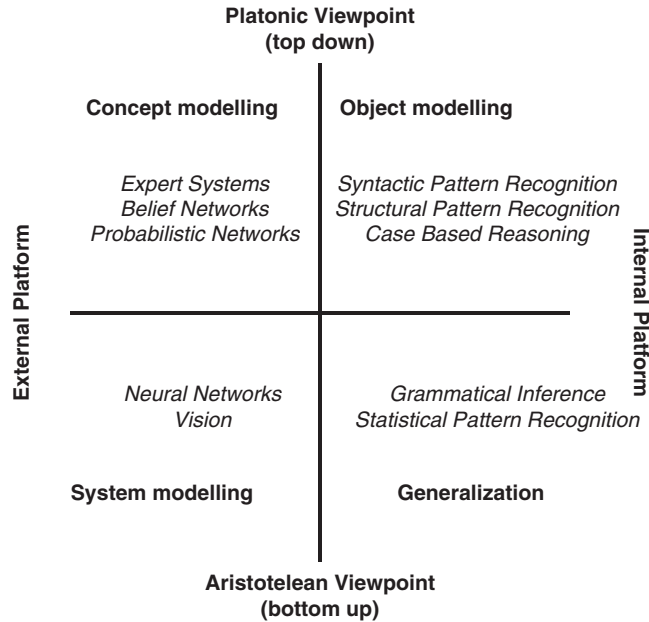 Platonic Viewpoint
(top down)
Concept modelling
Object modelling
Expert Systems
Belief Networks
Probabilistic Networks
Syntactic Pattern Recognition
Structural Pattern Recognition
Case Based Reasoning
External Platform
Internal Platform
Neural Networks
Vision
Grammatical Inference
Statistical Pattern Recognition
System modelling
Generalization
Aristotelean Viewpoint
(bottom up)